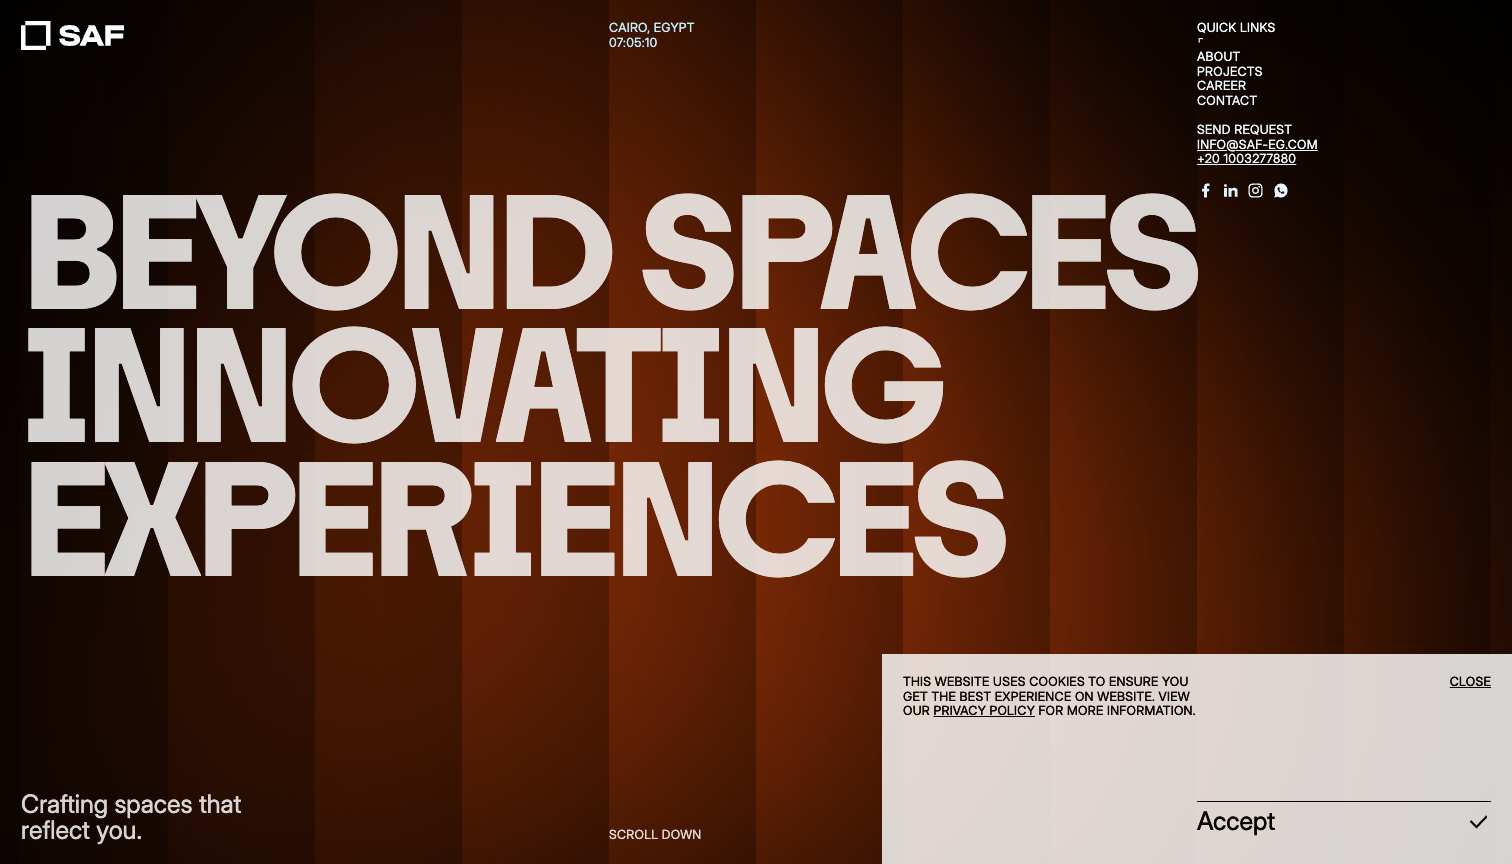 SAF
CAIRO, EGYPT
07:05:10
QUICK LINKS
ABOUT
PROJECTS
CAREER
CONTACT
SEND REQUEST
INFO@SAF-EG.COM
+20 1003277880
BEYOND SPACES
INNOVATING
EXPERIENCES
THIS WEBSITE USES COOKIES TO ENSURE YOU
GET THE BEST EXPERIENCE ON WEBSITE. VIEW
OUR PRIVACY POLICY FOR MORE INFORMATION.
CLOSE
Accept
Crafting spaces that
reflect you.
SCROLL DOWN